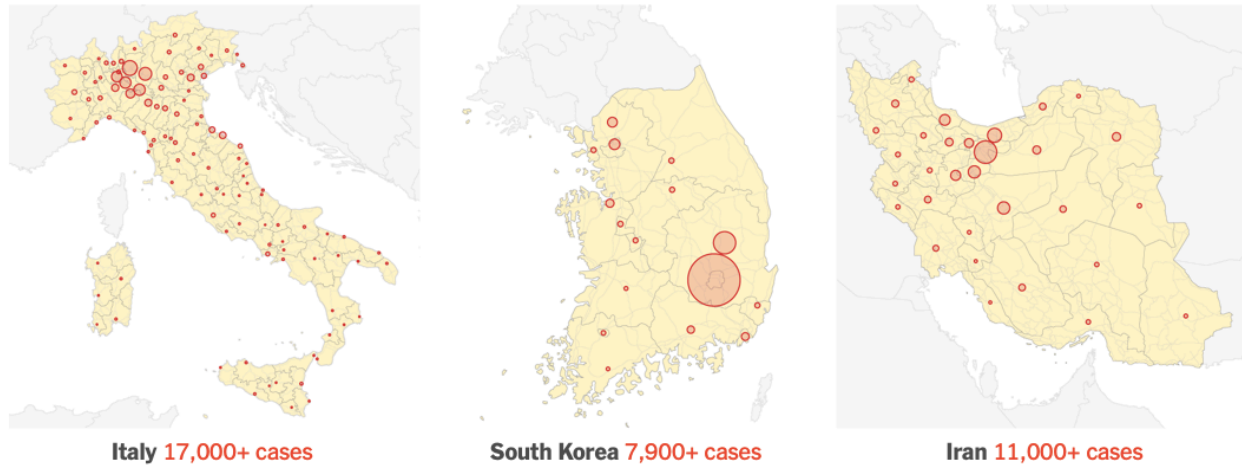 Italy 17,000+ cases
South Korea 7,900+ cases
Iran 11,000+ cases